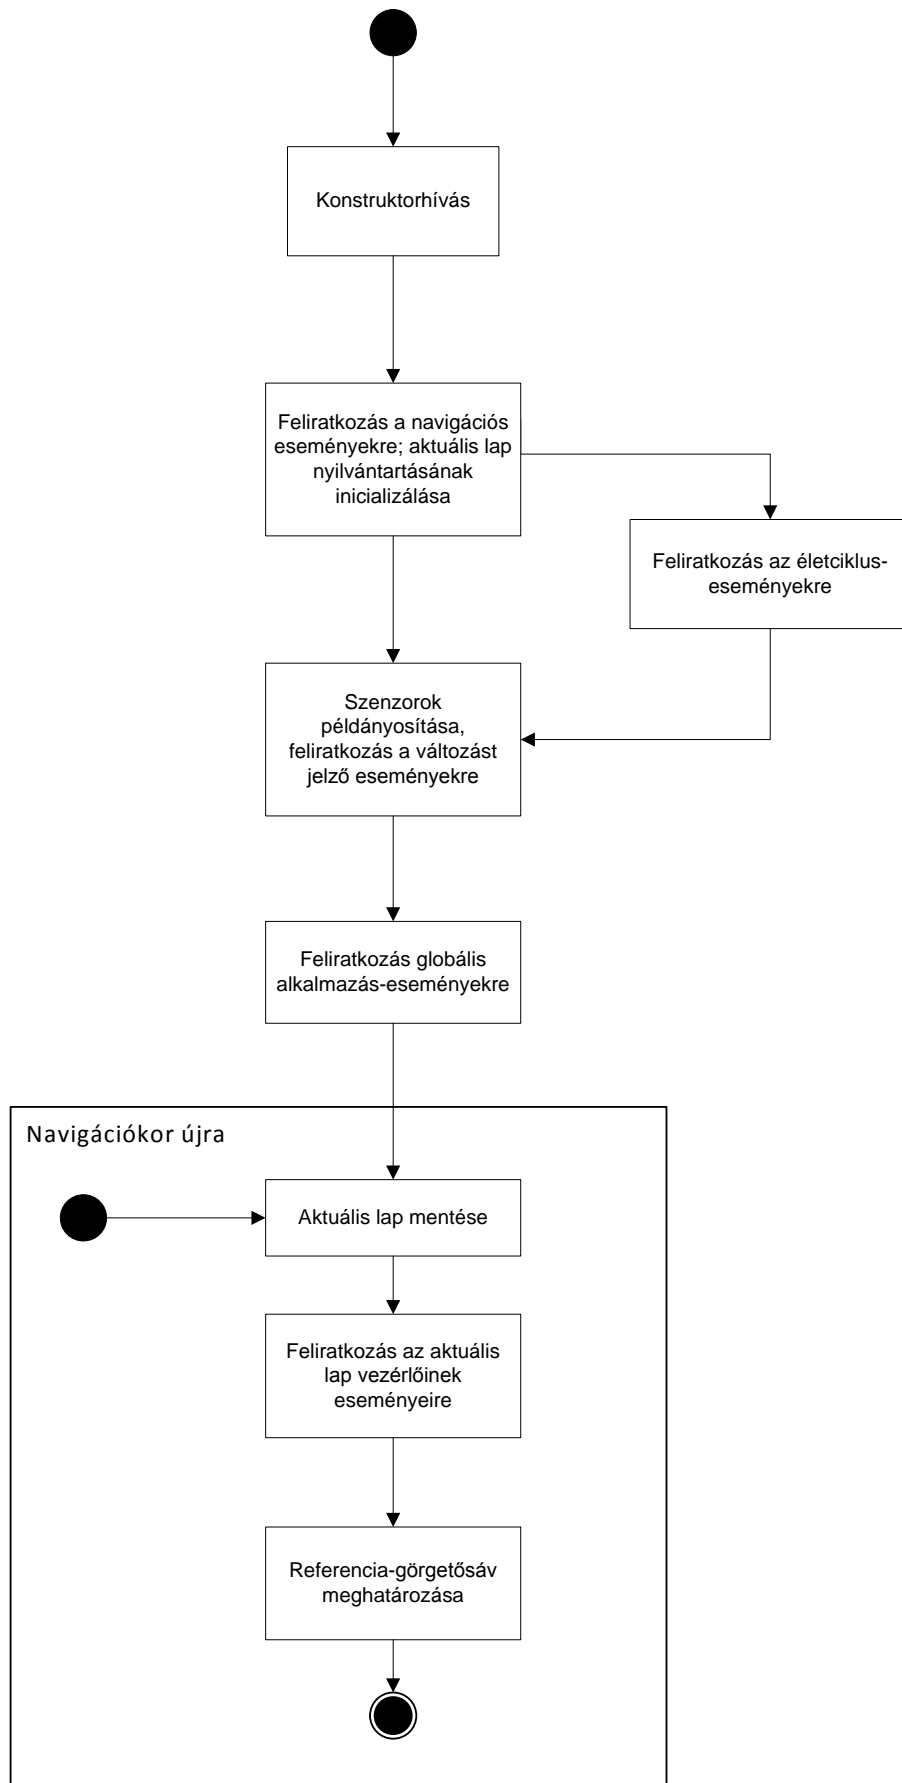 Konstruktorhívás
Feliratkozás a navigációs
eseményekre; aktuális lap
nyilvántartásának
inicializálása
Feliratkozás az életciklus-
eseményekre
Szenzorok
példányosítása,
feliratkozás a változást
jelző eseményekre
Feliratkozás globális
alkalmazás-eseményekre
Navigációkor újra
Aktuális lap mentése
Feliratkozás az aktuális
lap vezérlőinek
eseményeire
Referencia-görgetősáv
meghatározása